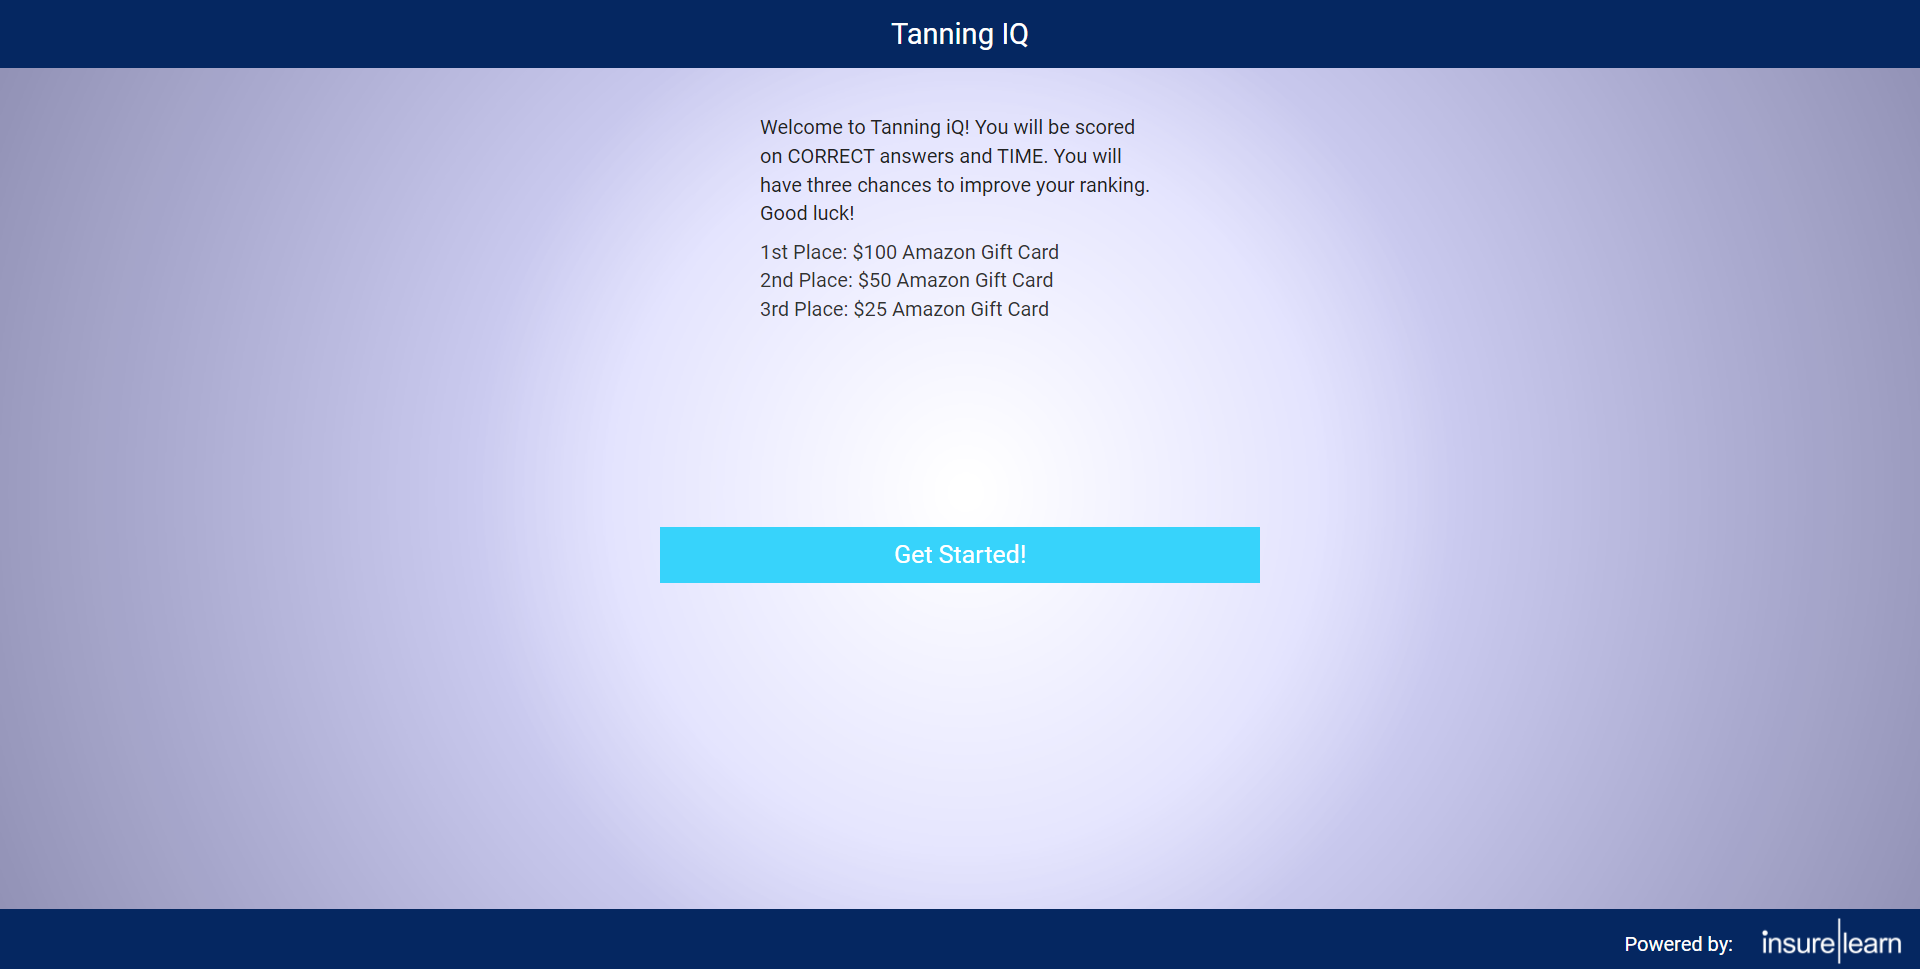 Tanning IQ
Welcome to Tanning iQ! You will be scored
on CORRECT answers and TIME. You will
have three chances to improve your ranking.
Good luck!
1st Place: $100 Amazon Gift Card
2nd Place: $50 Amazon Gift Card
3rd Place: $25 Amazon Gift Card
Get Started!
Powered by: insure|learn